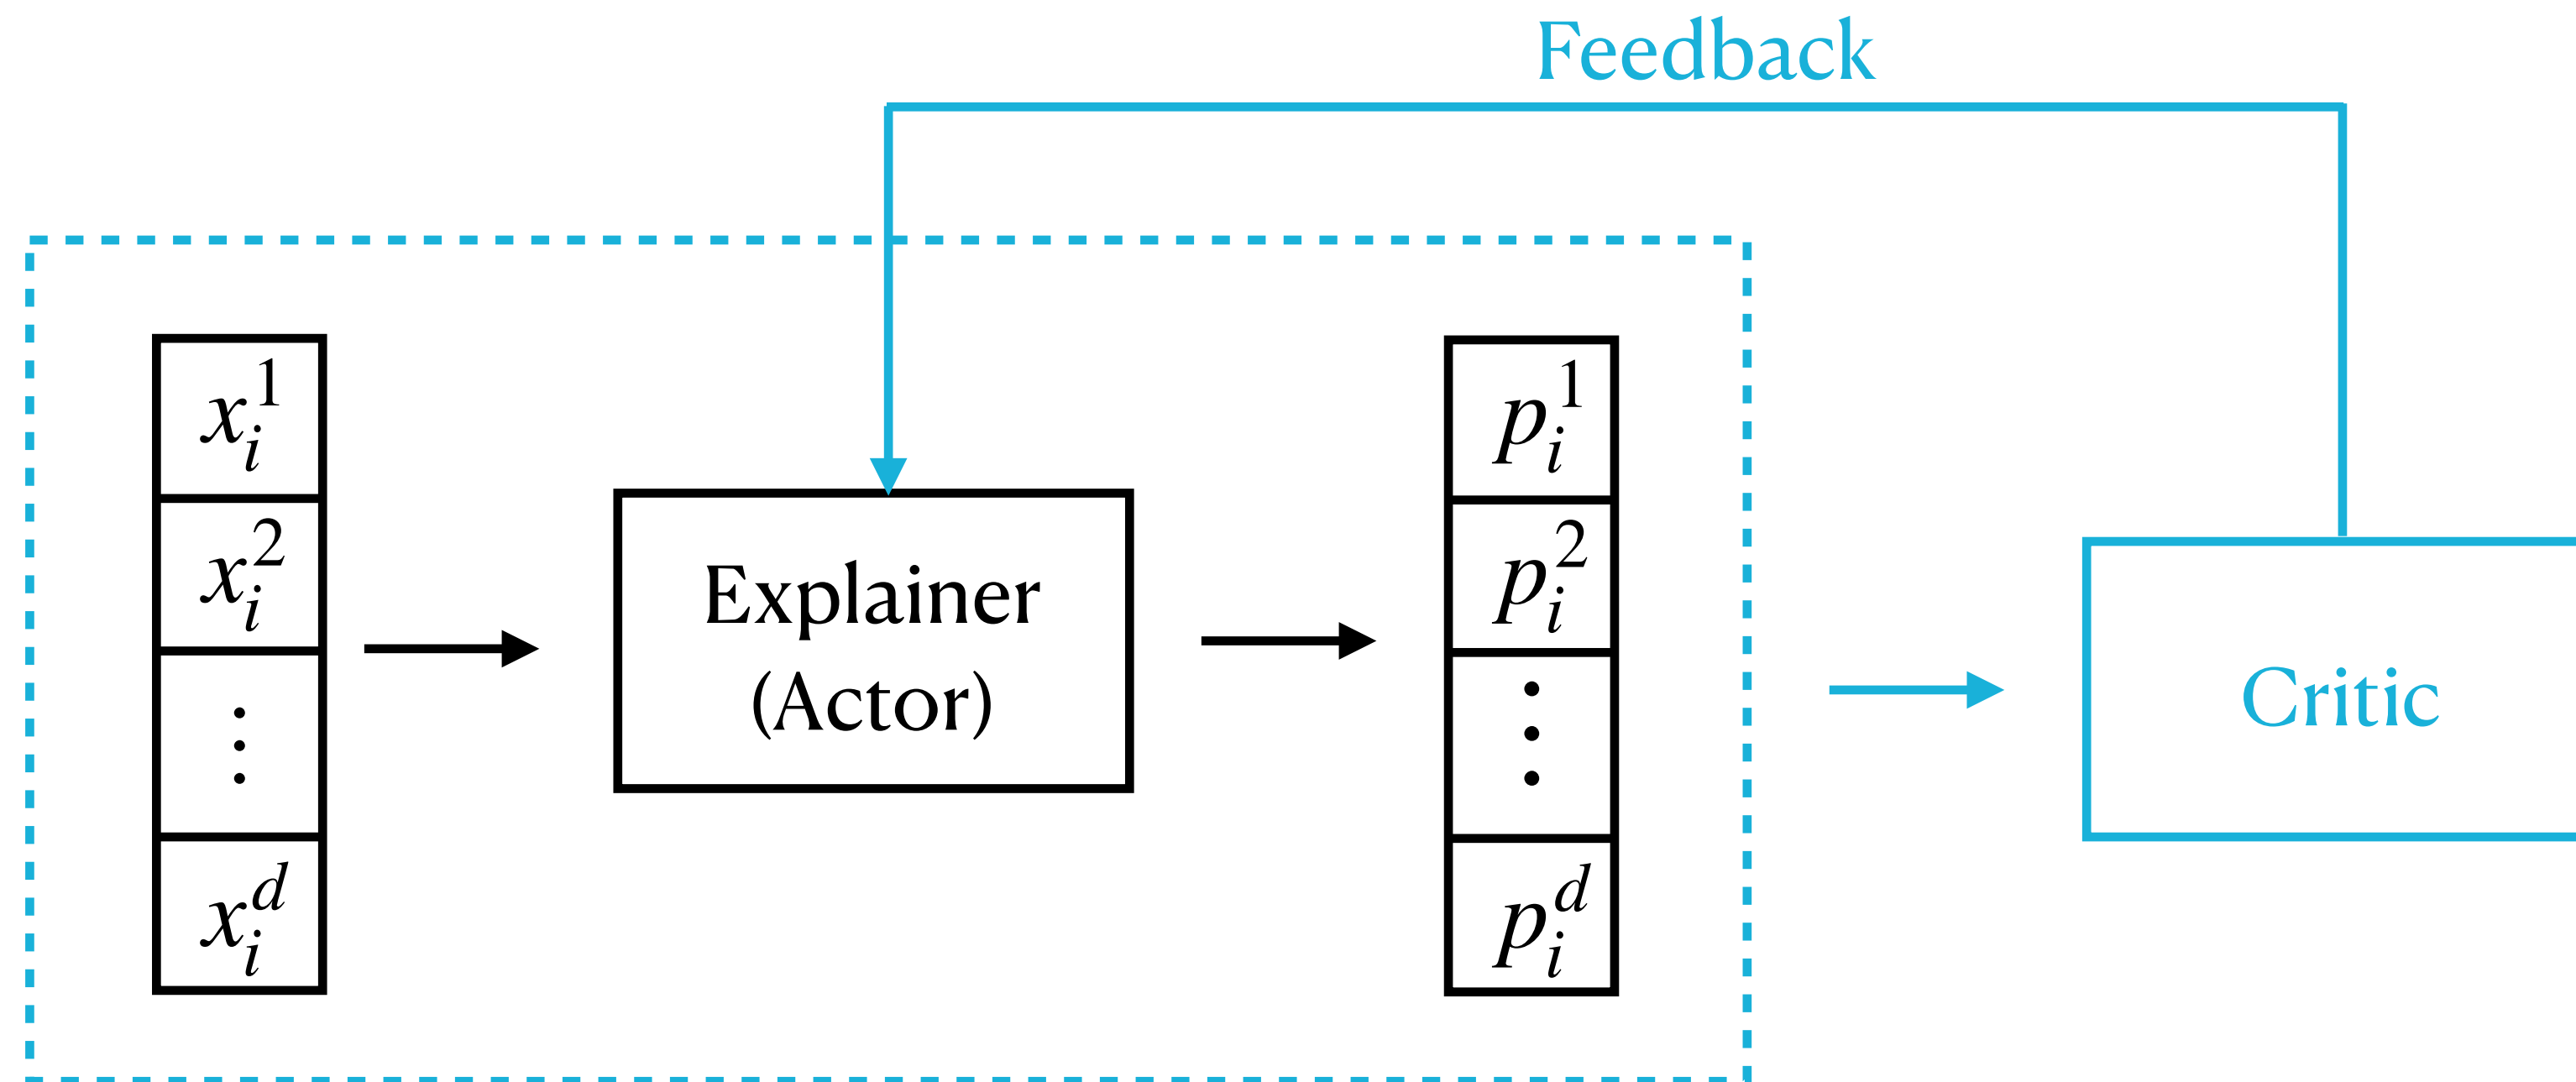 Feedback
x_i^1
x_i^2
⋮
x_i^d
Explainer
(Actor)
p_i^1
p_i^2
⋮
p_i^d
Critic